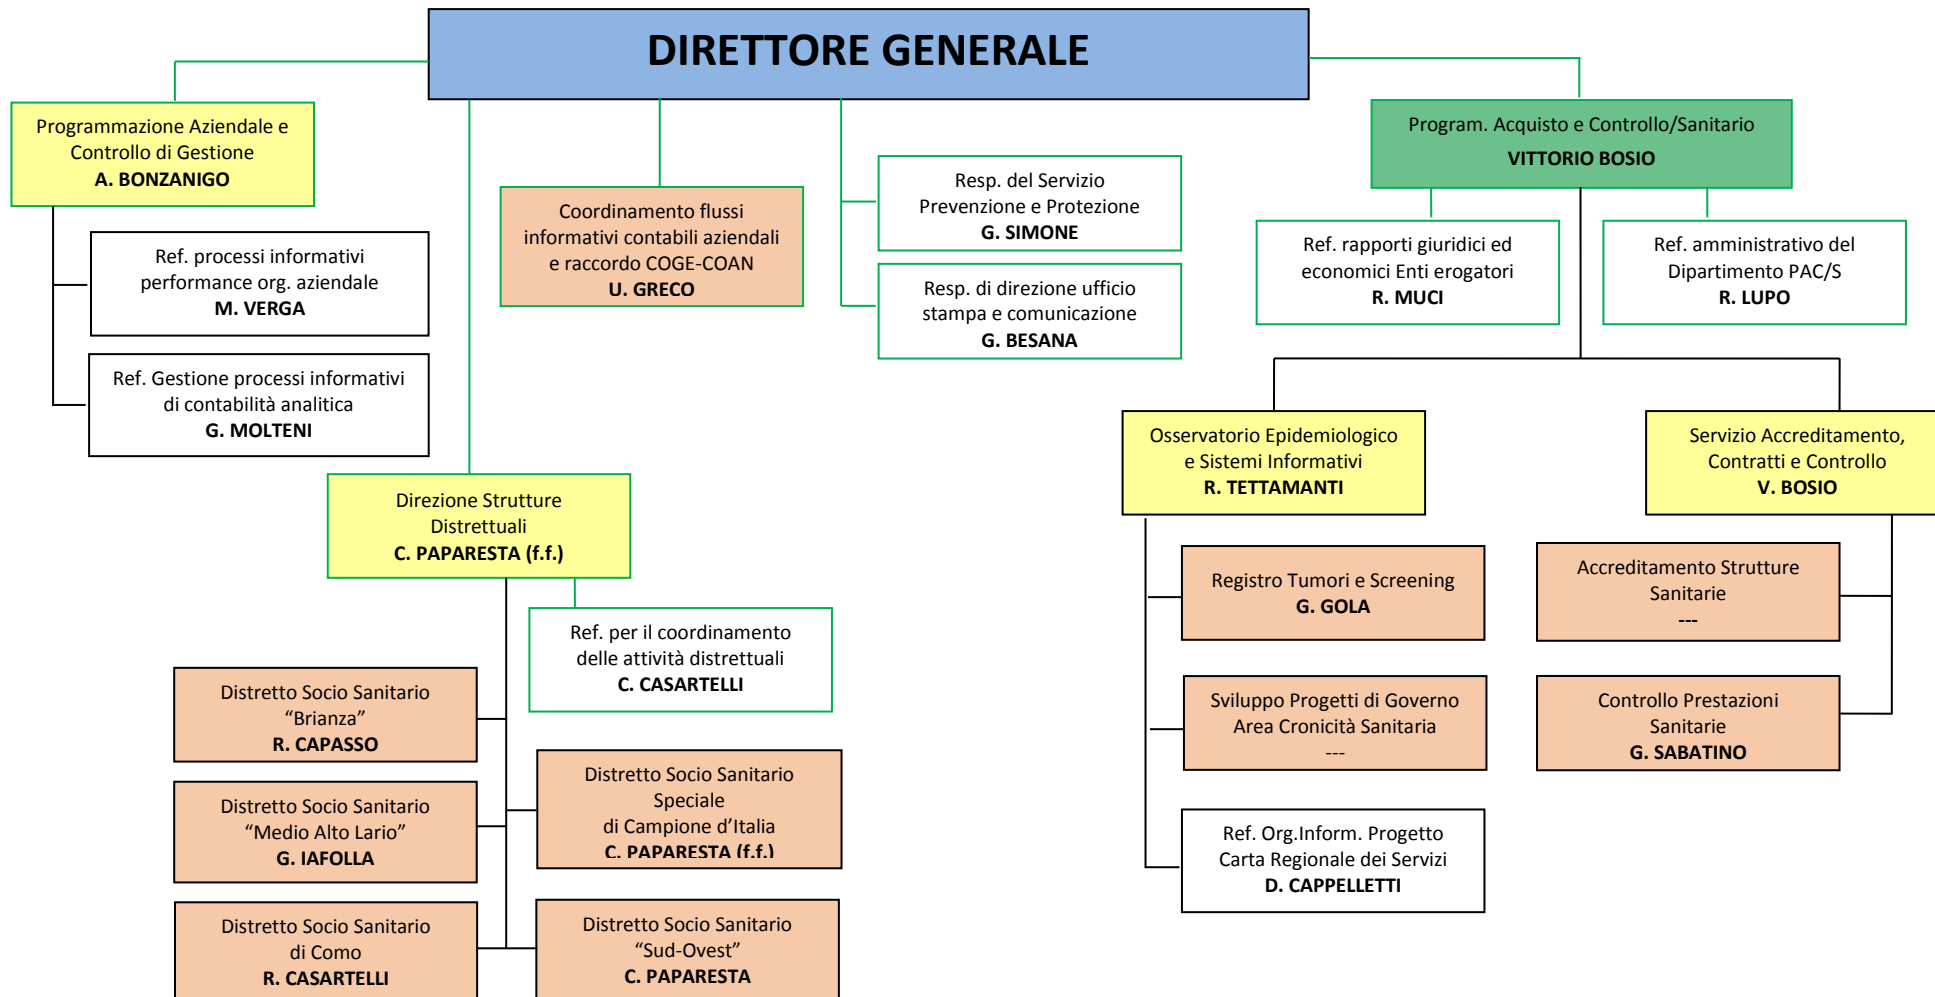 DIRETTORE GENERALE
Programmazione Aziendale e
Controllo di Gestione
A. BONZANIGO
Ref. processi informativi
performance org. aziendale
M. VERGA
Ref. Gestione processi informativi
di contabilità analitica
G. MOLTENI
Coordinamento flussi
informativi contabili aziendali
e raccordo COGE-COAN
U. GRECO
Resp. del Servizio
Prevenzione e Protezione
G. SIMONE
Resp. di direzione ufficio
stampa e comunicazione
G. BESANA
Program. Acquisto e Controllo/Sanitario
VITTORIO BOSIO
Ref. rapporti giuridici ed
economici Enti erogatori
R. MUCI
Ref. amministrativo del
Dipartimento PAC/S
R. LUPO
Direzione Strutture
Distrettuali
C. PAPARESTA (f.f.)
Ref. per il coordinamento
delle attività distrettuali
C. CASARTELLI
Distretto Socio Sanitario
“Brianza”
R. CAPASSO
Distretto Socio Sanitario
“Medio Alto Lario”
G. IAFOLLA
Distretto Socio Sanitario
di Como
R. CASARTELLI
Distretto Socio Sanitario
Speciale
di Campione d’Italia
C. PAPARESTA (f.f.)
Distretto Socio Sanitario
“Sud-Ovest”
C. PAPARESTA
Osservatorio Epidemiologico
e Sistemi Informativi
R. TETTAMANTI
Registro Tumori e Screening
G. GOLA
Sviluppo Progetti di Governo
Area Cronicità Sanitaria
---
Ref. Org.Inform. Progetto
Carta Regionale dei Servizi
D. CAPPELLETTI
Servizio Accreditamento,
Contratti e Controllo
V. BOSIO
Accreditamento Strutture
Sanitarie
---
Controllo Prestazioni
Sanitarie
G. SABATINO